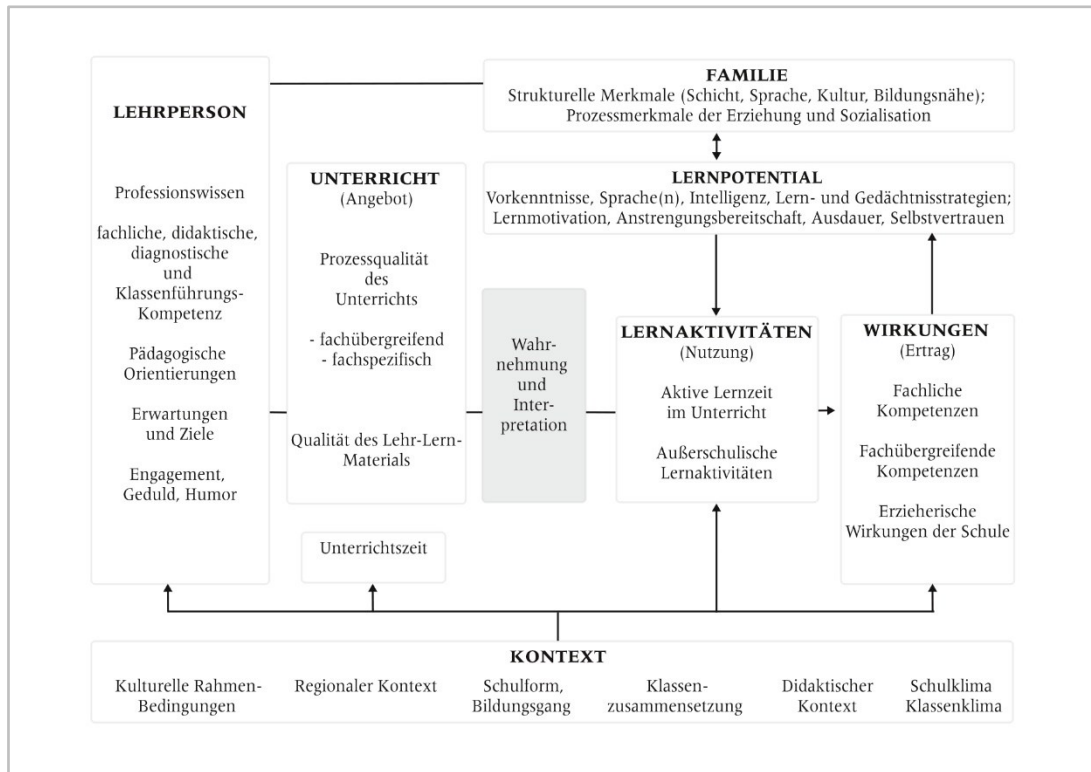 LEHRPERSON
Professionswissen
fachliche, didaktische,
diagnostische
und
Klassenführungs-
Kompetenz
Pädagogische
Orientierungen
Erwartungen
und Ziele
Engagement,
Geduld, Humor
UNTERRICHT
(Angebot)
Prozessqualität
des
Unterrichts
- fachübergreifend
- fachspezifisch
Qualität des Lehr-Lern-
Materials
Unterrichtszeit
Wahr-
nehmung
und
Inter-
pretation
FAMILIE
Strukturelle Merkmale (Schicht, Sprache, Kultur, Bildungsnähe);
Prozessmerkmale der Erziehung und Sozialisation
LERNPOTENTIAL
Vorkenntnisse, Sprache(n), Intelligenz, Lern- und Gedächtnisstrategien;
Lernmotivation, Anstrengungsbereitschaft, Ausdauer, Selbstvertrauen
LERNAKTIVITÄTEN
(Nutzung)
Aktive Lernzeit
im Unterricht
Außerschulische
Lernaktivitäten
WIRKUNGEN
(Ertrag)
Fachliche
Kompetenzen
Fachübergreifende
Kompetenzen
Erzieherische
Wirkungen der Schule
KONTEXT
Kulturelle Rahmen-
Bedingungen
Regionaler Kontext
Schulform,
Bildungsgang
Klassen-
zusammensetzung
Didaktischer
Kontext
Schulklima
Klassenklima